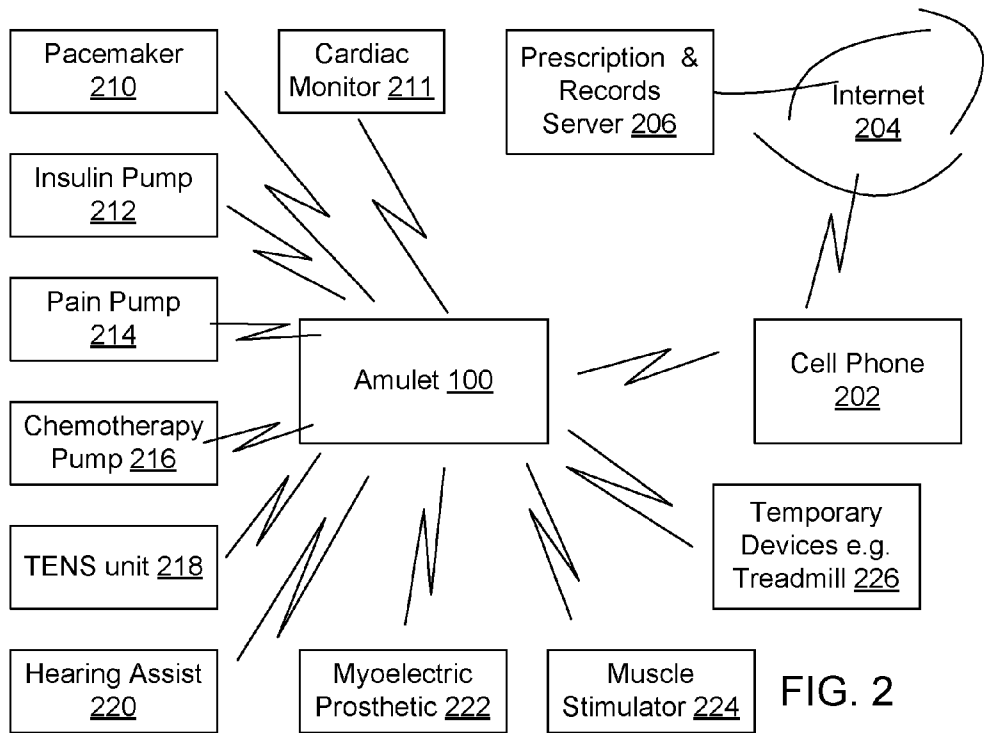 Pacemaker
210
Cardiac
Monitor 211
Prescription &
Records
Server 206
Internet
204
Insulin Pump
212
Pain Pump
214
Amulet 100
Cell Phone
202
Chemotherapy
Pump 216
TENS unit 218
Temporary
Devices e.g.
Treadmill 226
Hearing Assist
220
Myoelectric
Prosthetic 222
Muscle
Stimulator 224
FIG. 2